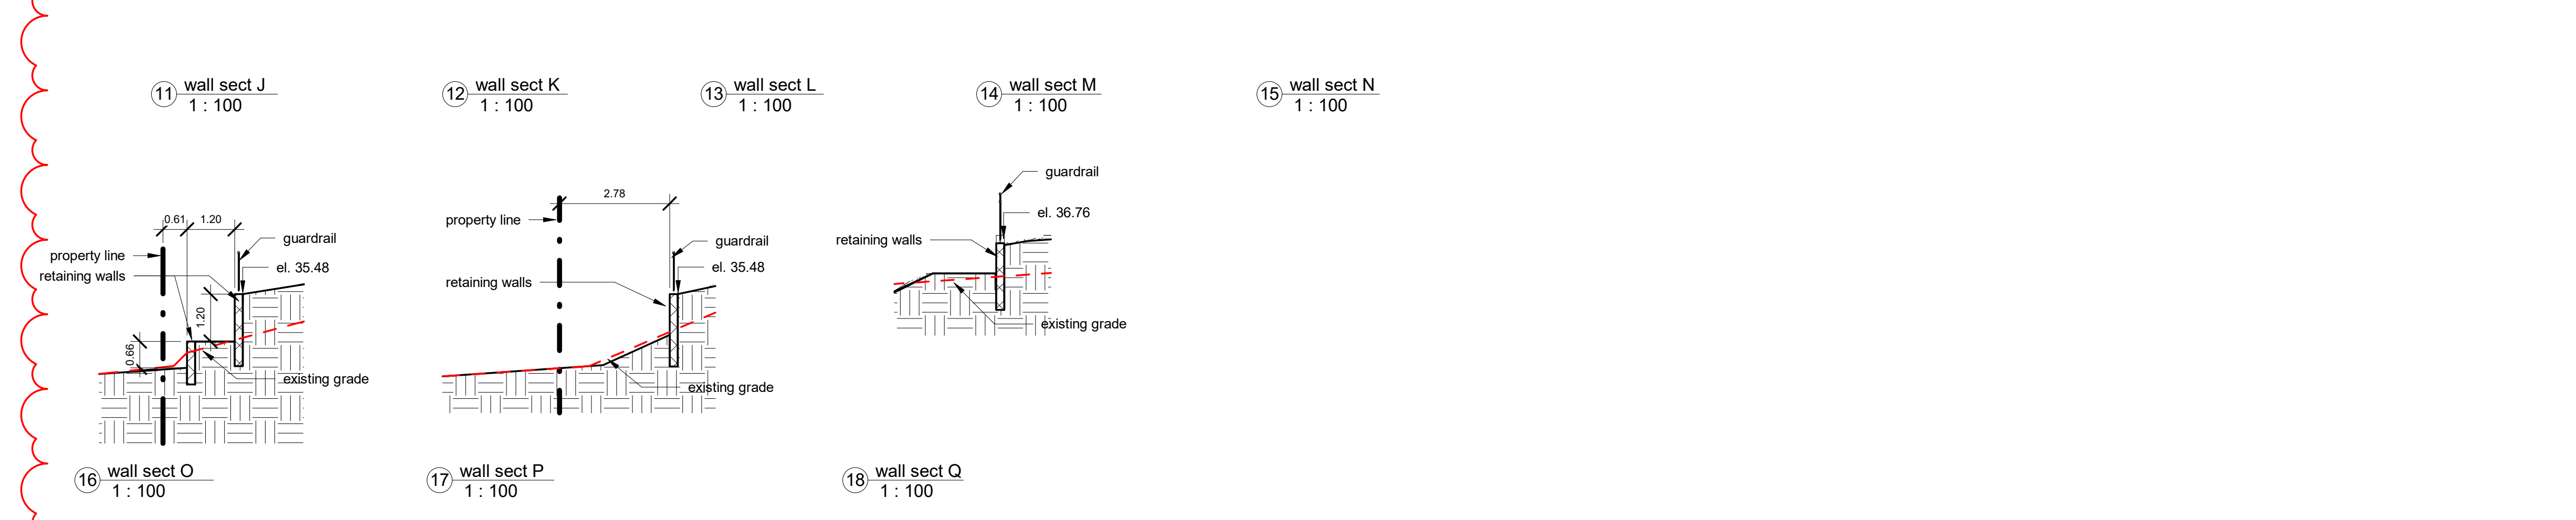 11 wall sect J
1 : 100
12 wall sect K
1 : 100
13 wall sect L
1 : 100
14 wall sect M
1 : 100
15 wall sect N
1 : 100
0.61 1.20
property line
retaining walls
guardrail
el. 35.48
1.20
0.66
existing grade
16 wall sect O
1 : 100
2.78
property line
guardrail
el. 35.48
retaining walls
existing grade
17 wall sect P
1 : 100
guardrail
el. 36.76
retaining walls
existing grade
18 wall sect Q
1 : 100